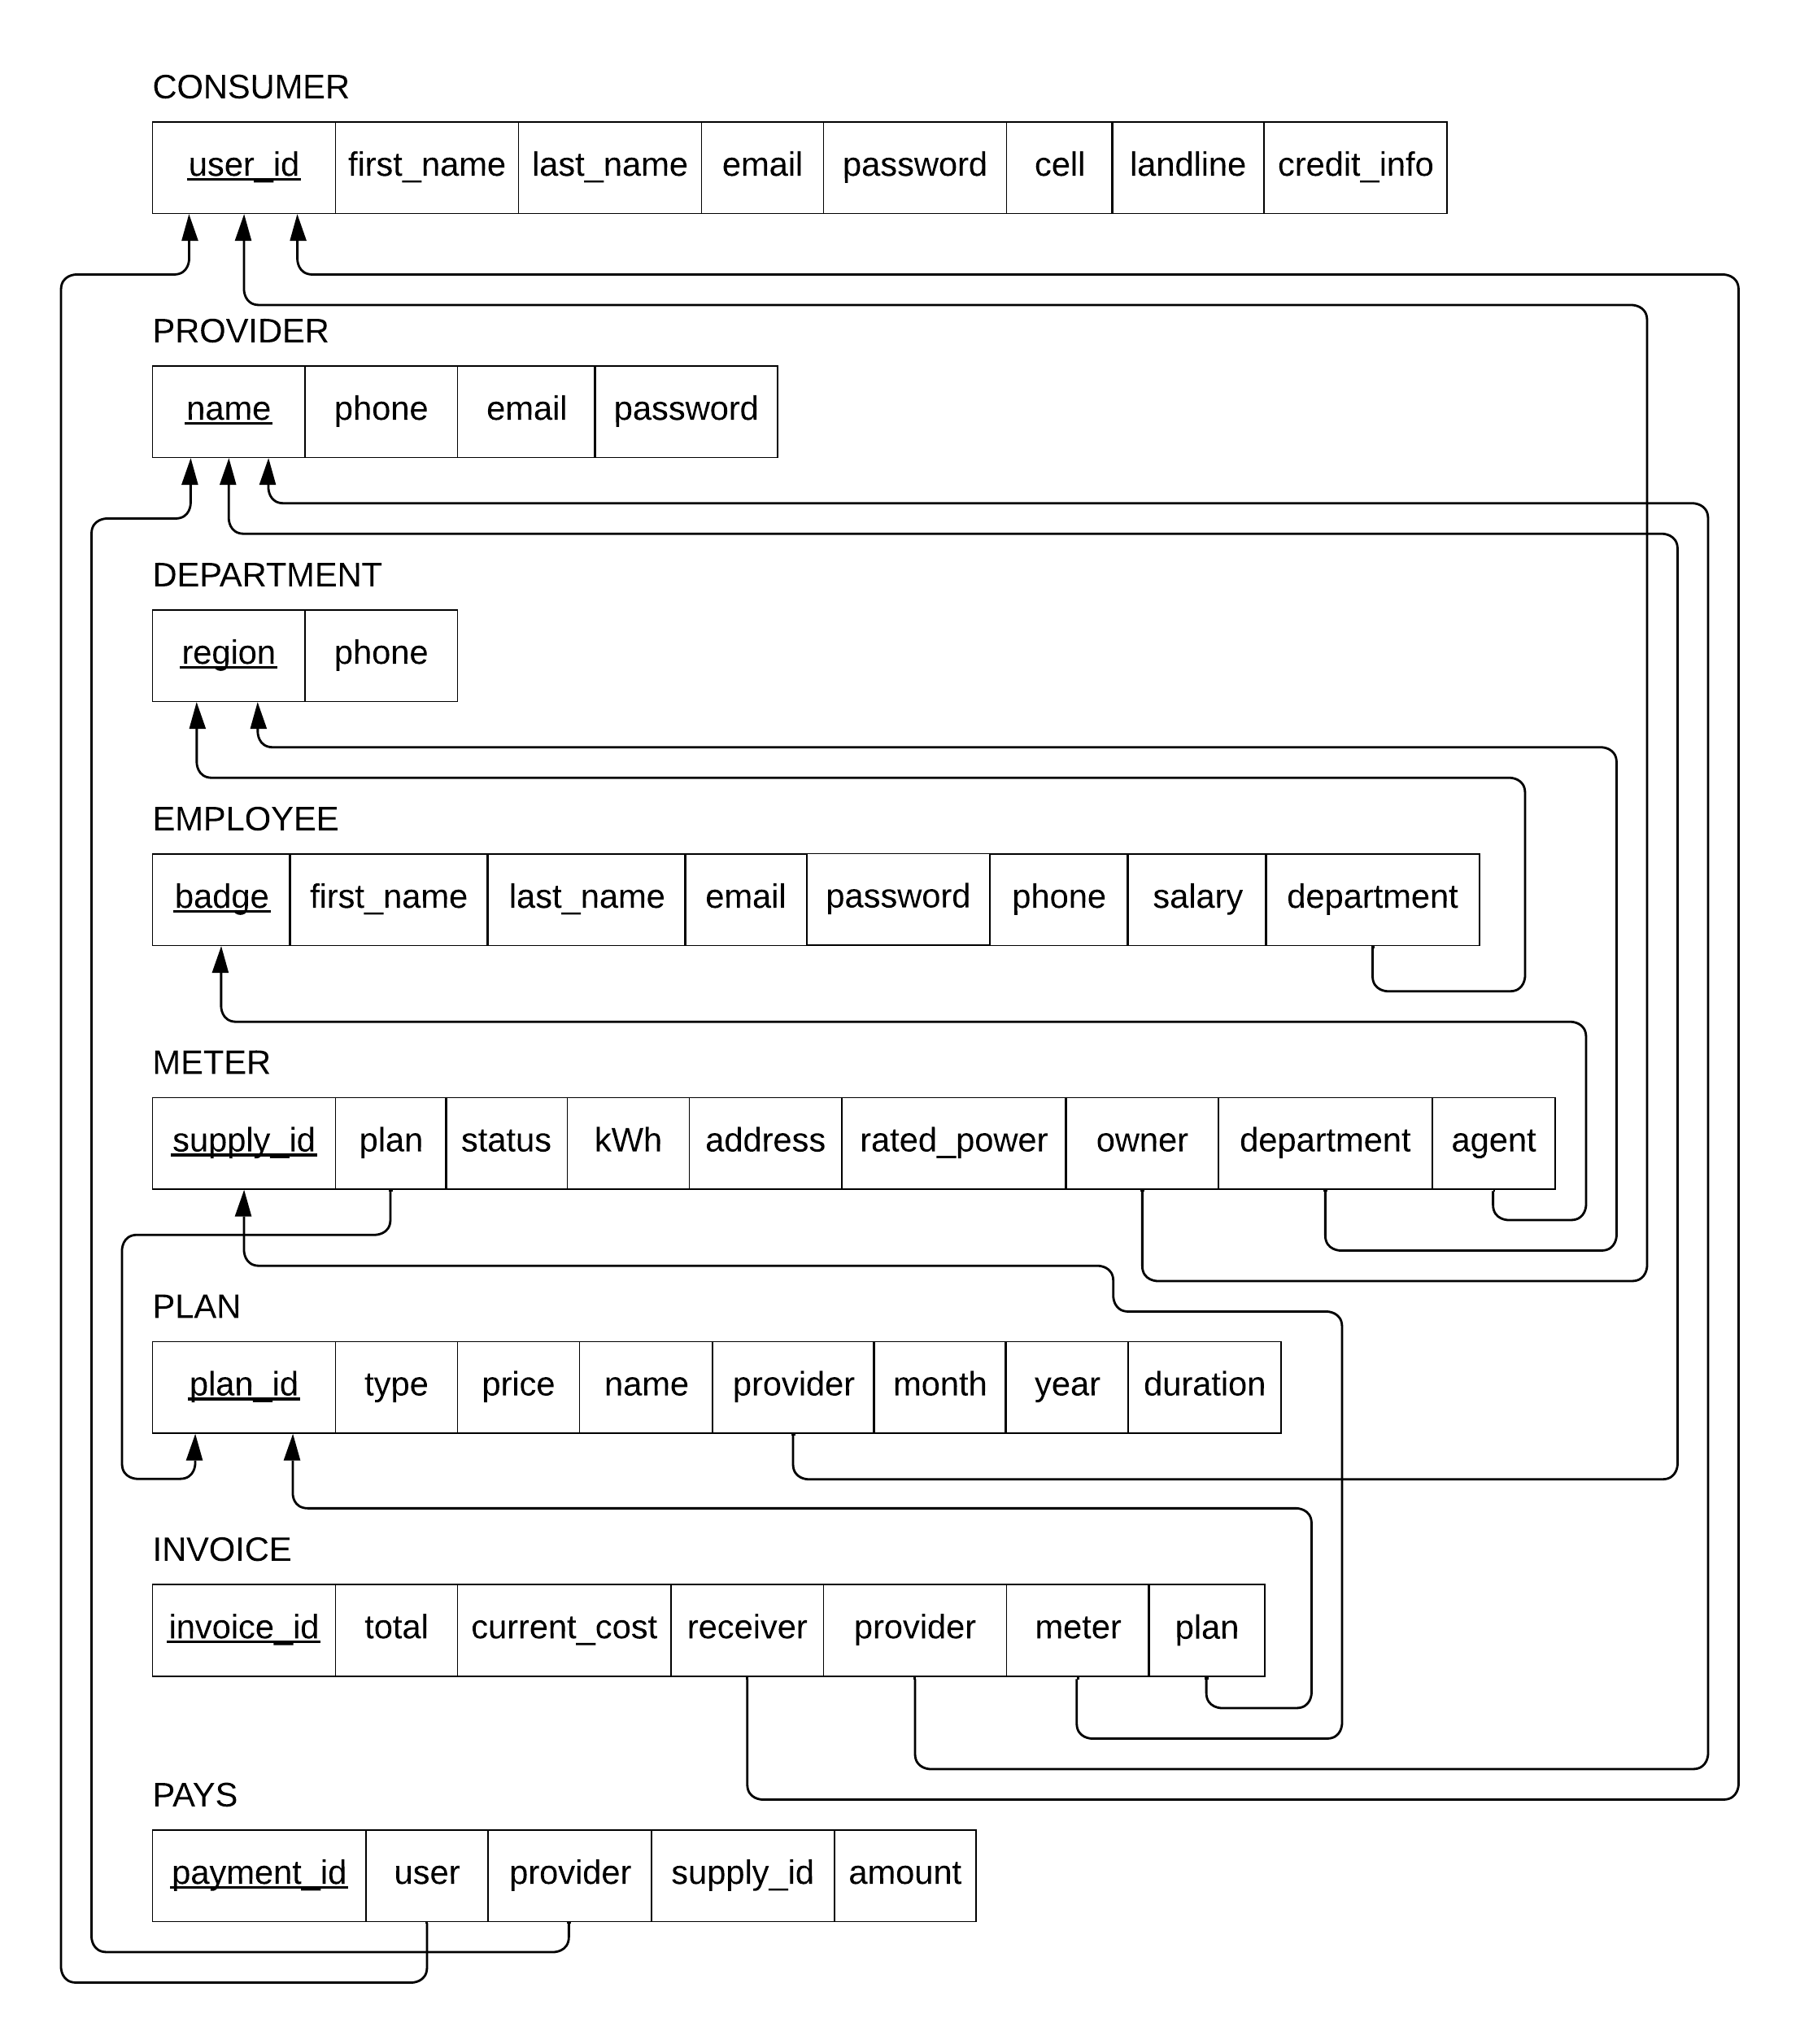 CONSUMER
user_id first_name last_name email password cell landline credit_info
PROVIDER
name phone email password
DEPARTMENT
region phone
EMPLOYEE
badge first_name last_name email password phone salary department
METER
supply_id plan status kWh address rated_power owner department agent
PLAN
plan_id type price name provider month year duration
INVOICE
invoice_id total current_cost receiver provider meter plan
PAYS
payment_id user provider supply_id amount